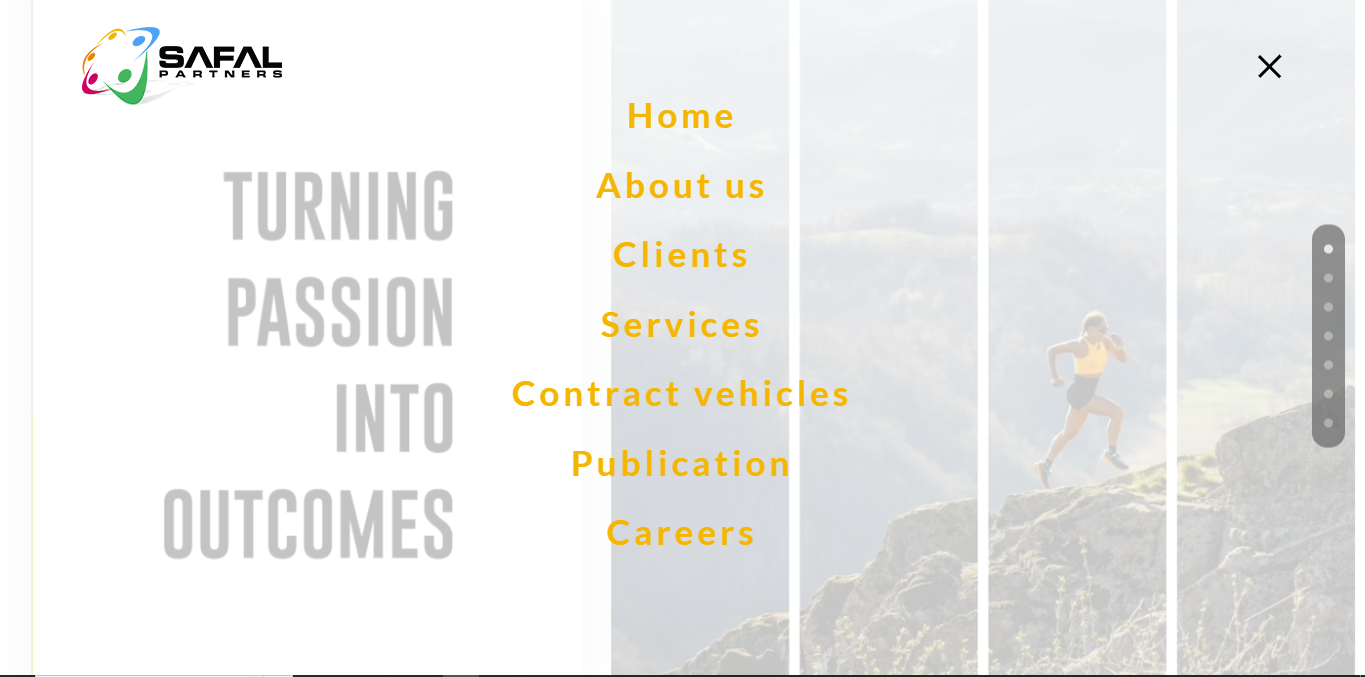 SAFAL
PARTNERS
Home
About us
Clients
Services
Contract vehicles
Publication
Careers
TURNING
PASSION
INTO
OUTCOMES